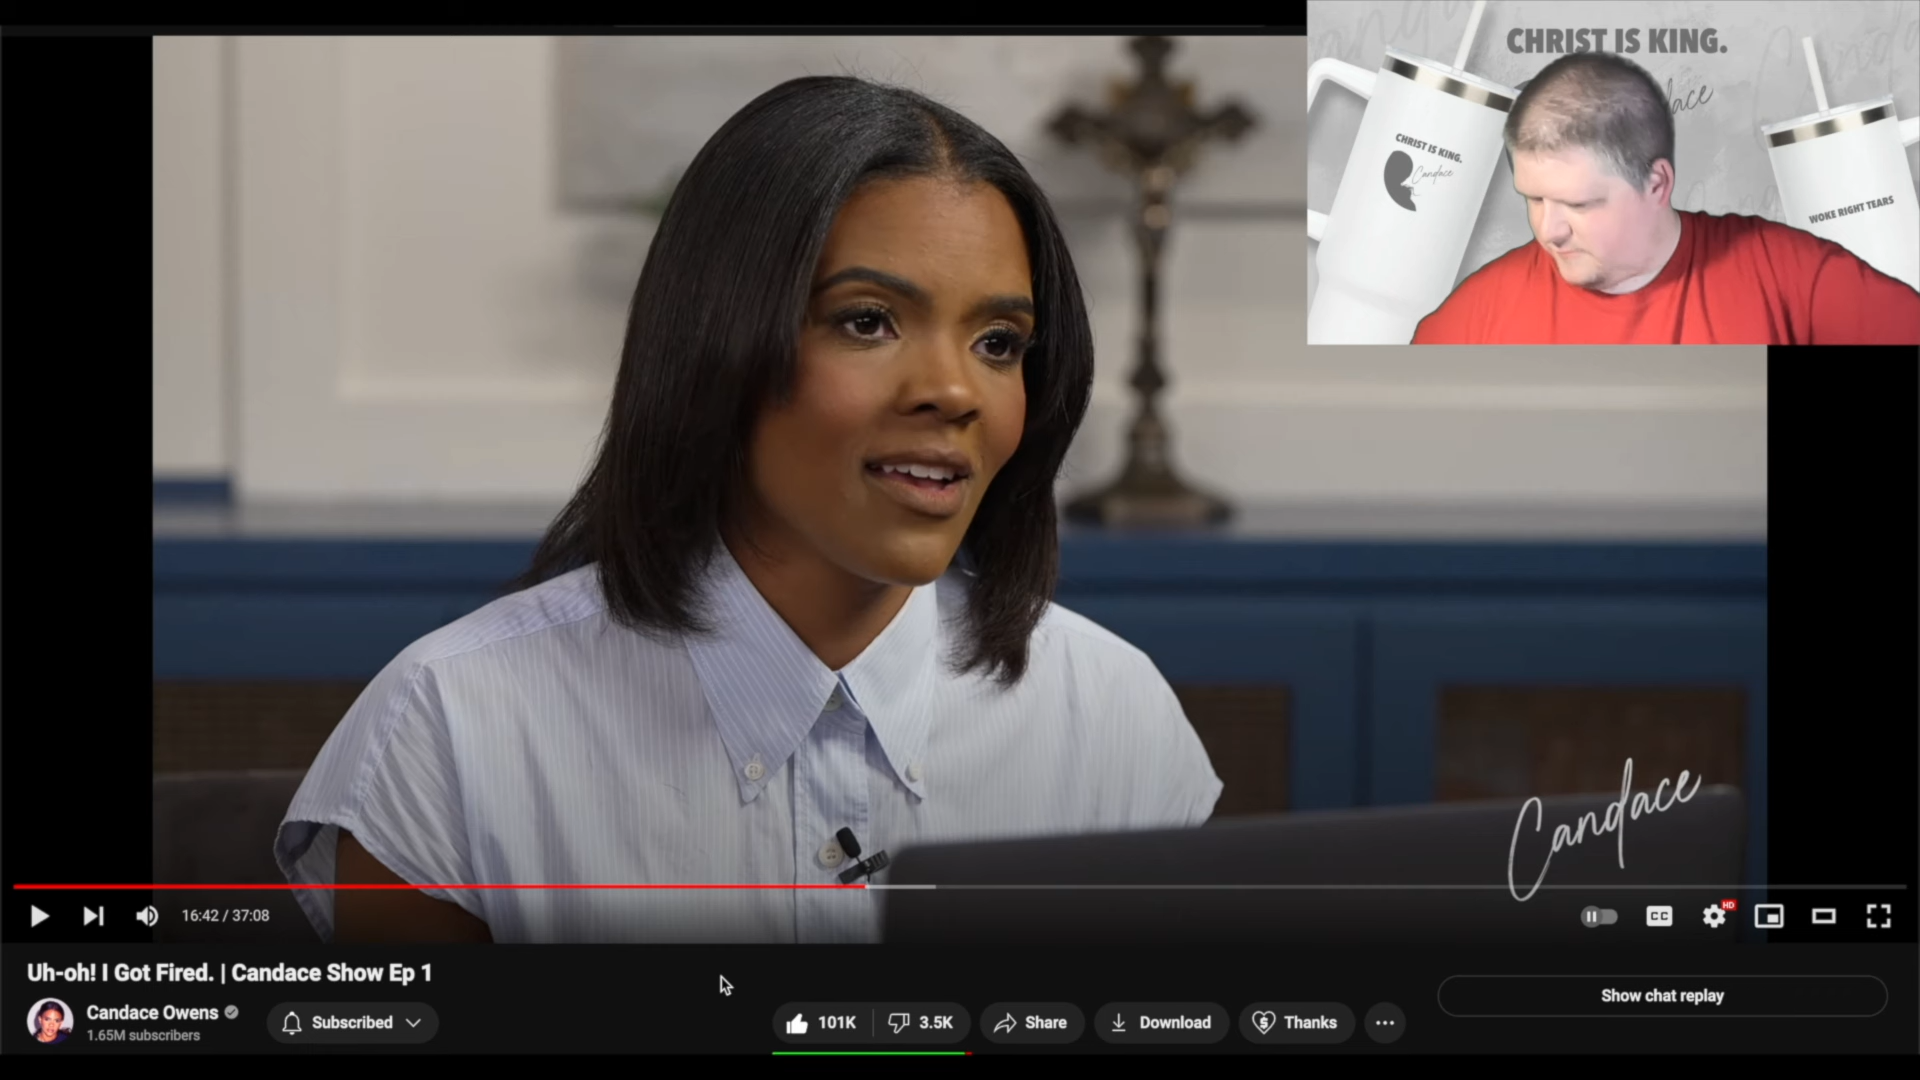 CHRIST IS KING.
ace
CHRIST IS KING.
Candace
WOKE RIGHT TEARS
Candace
16:42 / 37:08
CC
HD
Uh-oh! I Got Fired. | Candace Show Ep 1
Candace Owens
1.65M subscribers
Subscribed
101K
3.5K
Share
Download
Thanks
Show chat replay